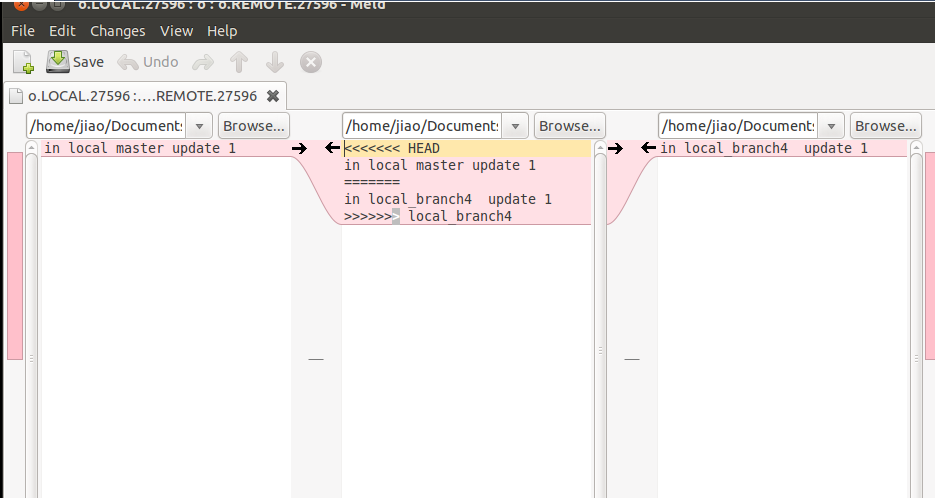 o.LOCAL.27596 : o : o.REMOTE.27596 - Meld
File Edit Changes View Help
Save Undo
o.LOCAL.27596 :....REMOTE.27596
/home/jiao/Documents Browse... /home/jiao/Documents Browse... /home/jiao/Documents Browse...
in local master update 1
<<<<<<< HEAD
in local master update 1
=======
in local_branch4  update 1
>>>>>>> local_branch4
in local_branch4  update 1